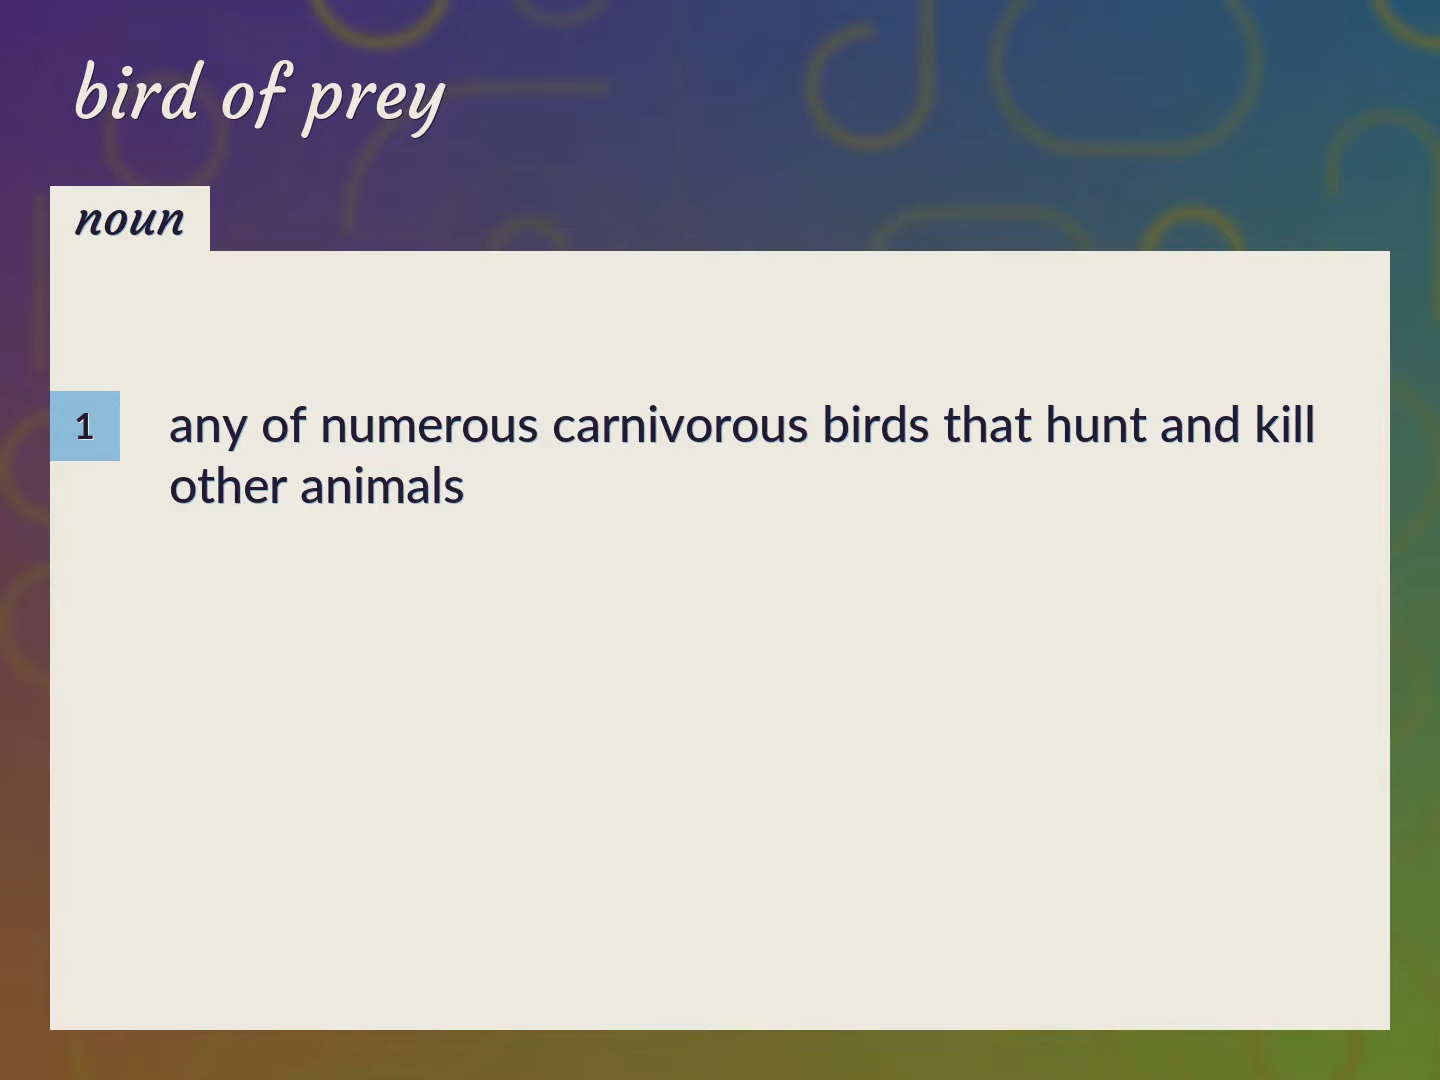 bird of prey
noun
1 any of numerous carnivorous birds that hunt and kill
other animals